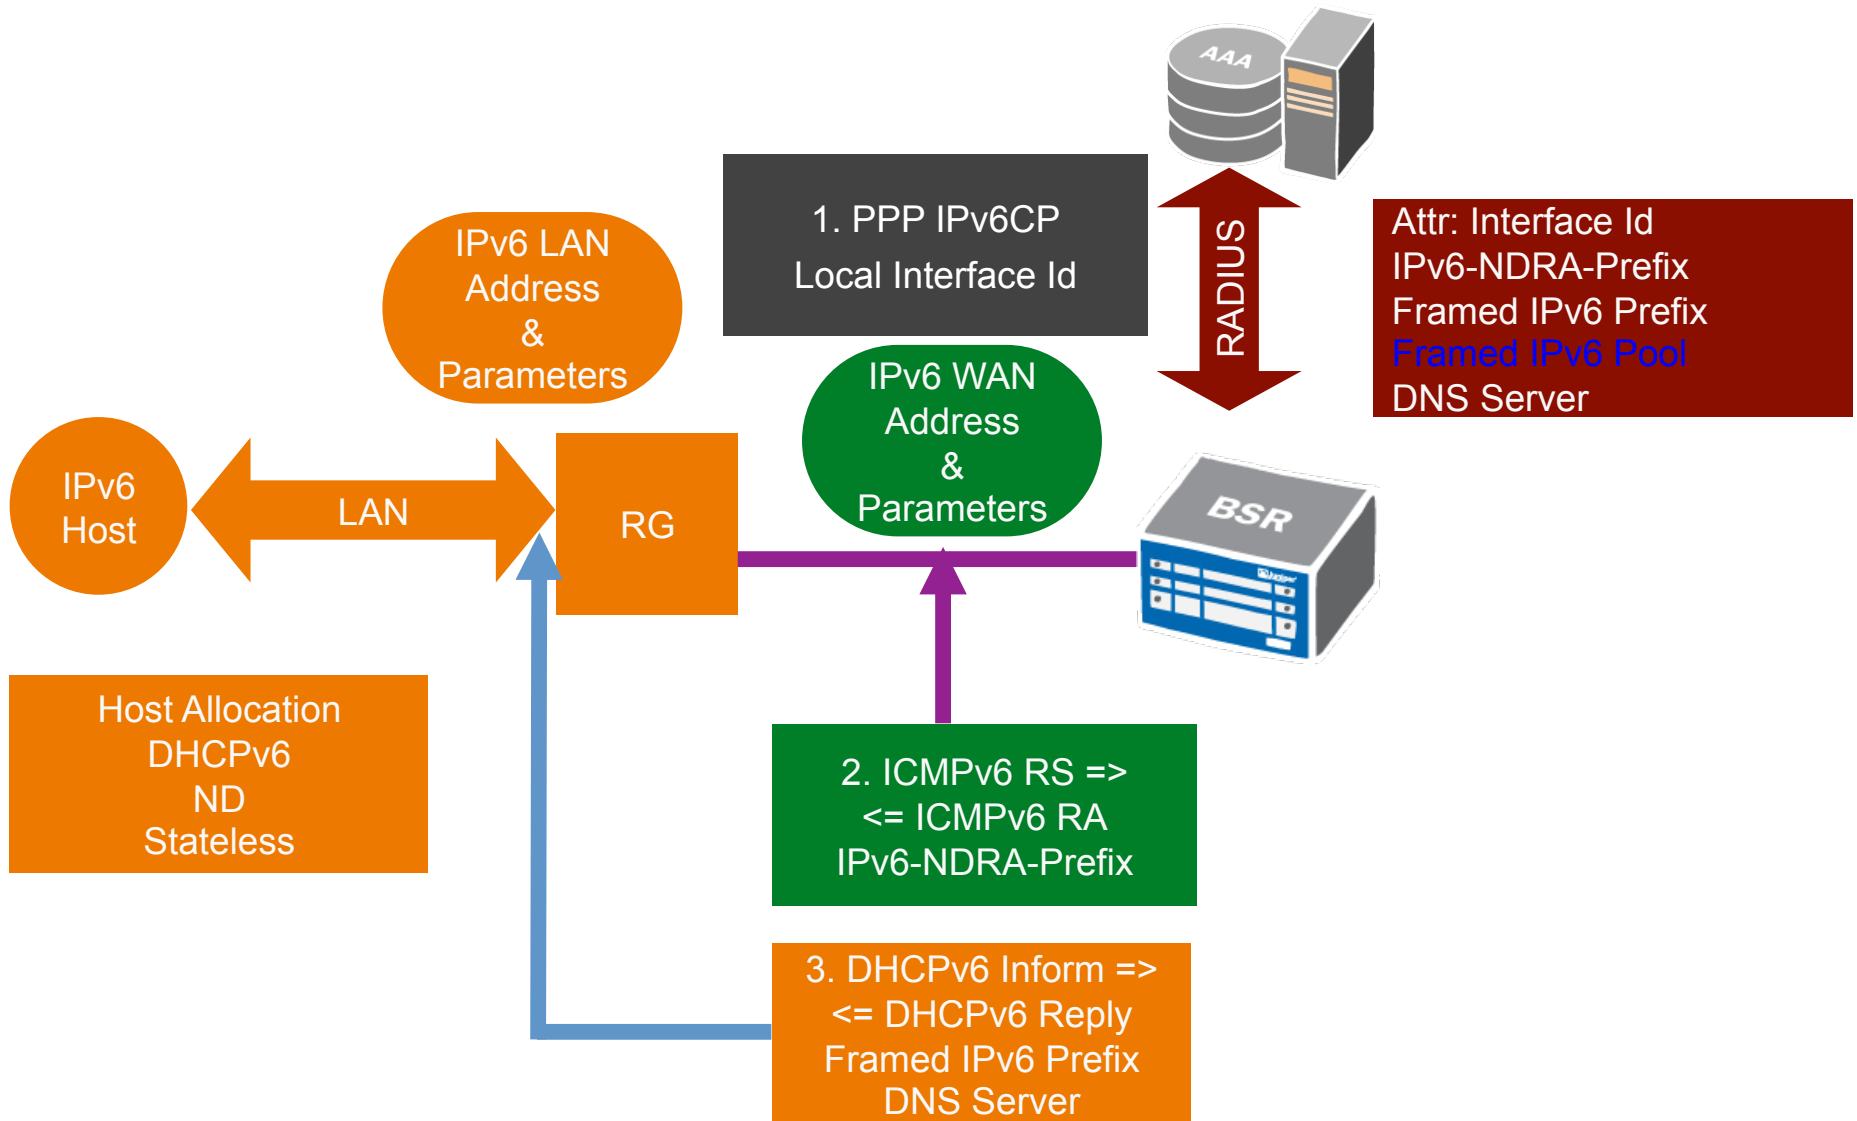 AAA
1. PPP IPv6CP
Local Interface Id
RADIUS
Attr: Interface Id
IPv6-NDRA-Prefix
Framed IPv6 Prefix
Framed IPv6 Pool
DNS Server
IPv6 LAN
Address
&
Parameters
IPv6 WAN
Address
&
Parameters
IPv6
Host
LAN
RG
BSR
Juniper
Host Allocation
DHCPv6
ND
Stateless
2. ICMPv6 RS =>
<= ICMPv6 RA
IPv6-NDRA-Prefix
3. DHCPv6 Inform =>
<= DHCPv6 Reply
Framed IPv6 Prefix
DNS Server